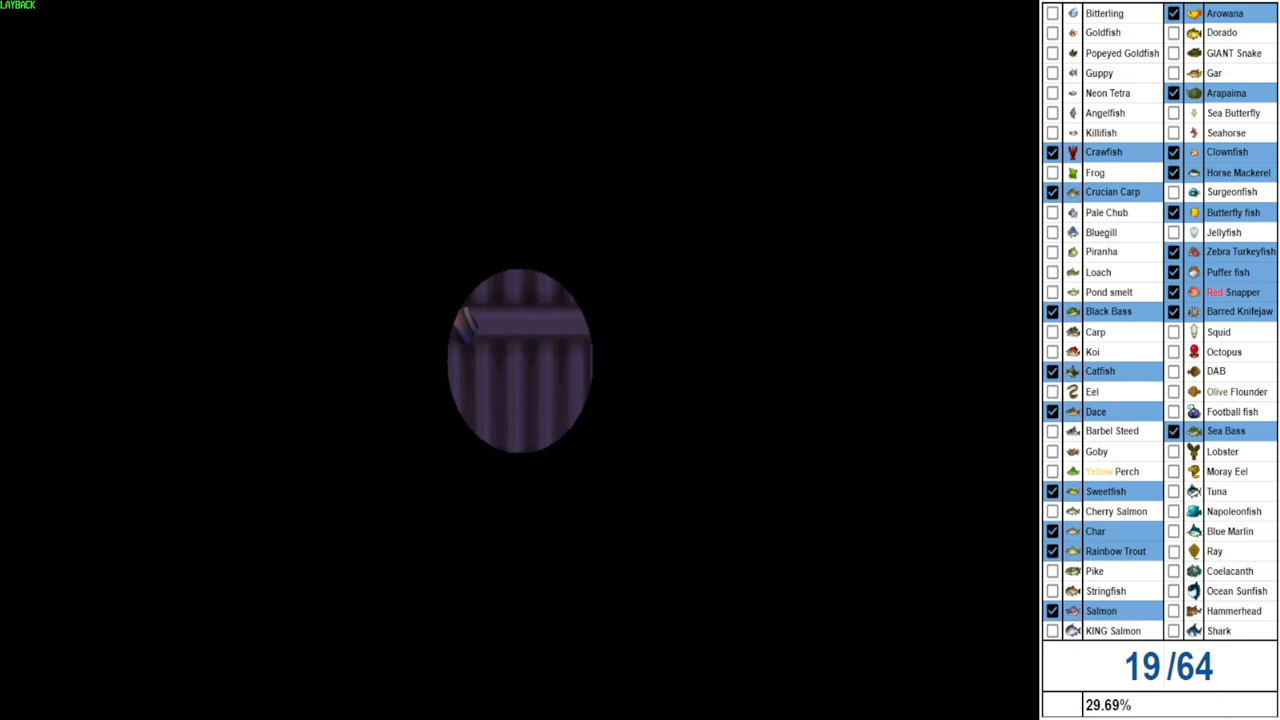 LAYBACK
Bitterling
Goldfish
Popeyed Goldfish
Guppy
Neon Tetra
Angelfish
Killifish
Crawfish
Frog
Crucian Carp
Pale Chub
Bluegill
Piranha
Loach
Pond smelt
Black Bass
Carp
Koi
Catfish
Eel
Dace
Barbel Steed
Goby
Yellow Perch
Sweetfish
Cherry Salmon
Char
Rainbow Trout
Pike
Stringfish
Salmon
KING Salmon
Arowana
Dorado
GIANT Snake
Gar
Arapaima
Sea Butterfly
Seahorse
Clownfish
Horse Mackerel
Surgeonfish
Butterfly fish
Jellyfish
Zebra Turkeyfish
Puffer fish
Red Snapper
Barred Knifejaw
Squid
Octopus
DAB
Olive Flounder
Football fish
Sea Bass
Lobster
Moray Eel
Tuna
Napoleonfish
Blue Marlin
Ray
Coelacanth
Ocean Sunfish
Hammerhead
Shark
19 /64
29.69%